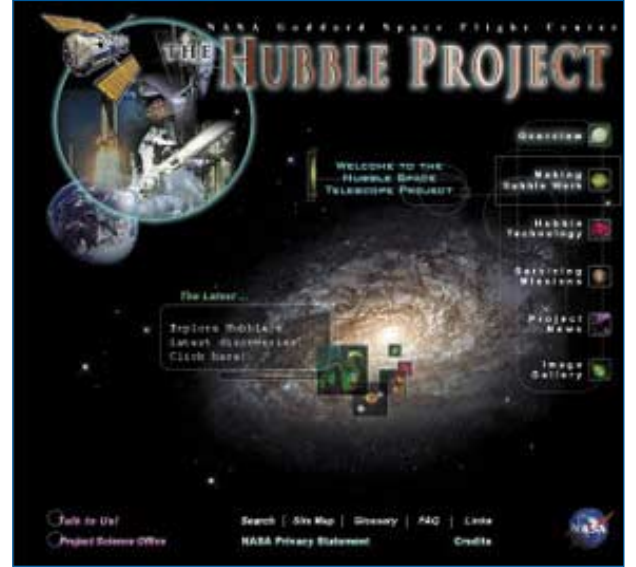 NASA Goddard Space Flight Center
THE HUBBLE PROJECT
Overview
WELCOME TO THE
HUBBLE SPACE
TELESCOPE PROJECT
Making
Hubble Work
Hubble
Technology
Servicing
Missions
Project
News
Image
Gallery
The Latest...
Explore Hubble's
latest discoveries!
Click here!
Talk to Us!
Search | Site Map | Glossary | FAQ | Links
Project Science Office
NASA Privacy Statement
Credits
NASA